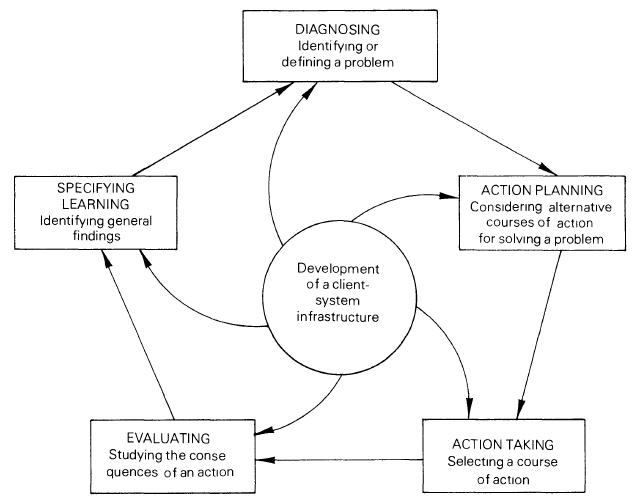 DIAGNOSING
Identifying or
defining a problem
SPECIFYING
LEARNING
Identifying general
findings
ACTION PLANNING
Considering alternative
courses of action
for solving a problem
Development
of a client-
system
infrastructure
EVALUATING
Studying the conse
quences of an action
ACTION TAKING
Selecting a course
of action